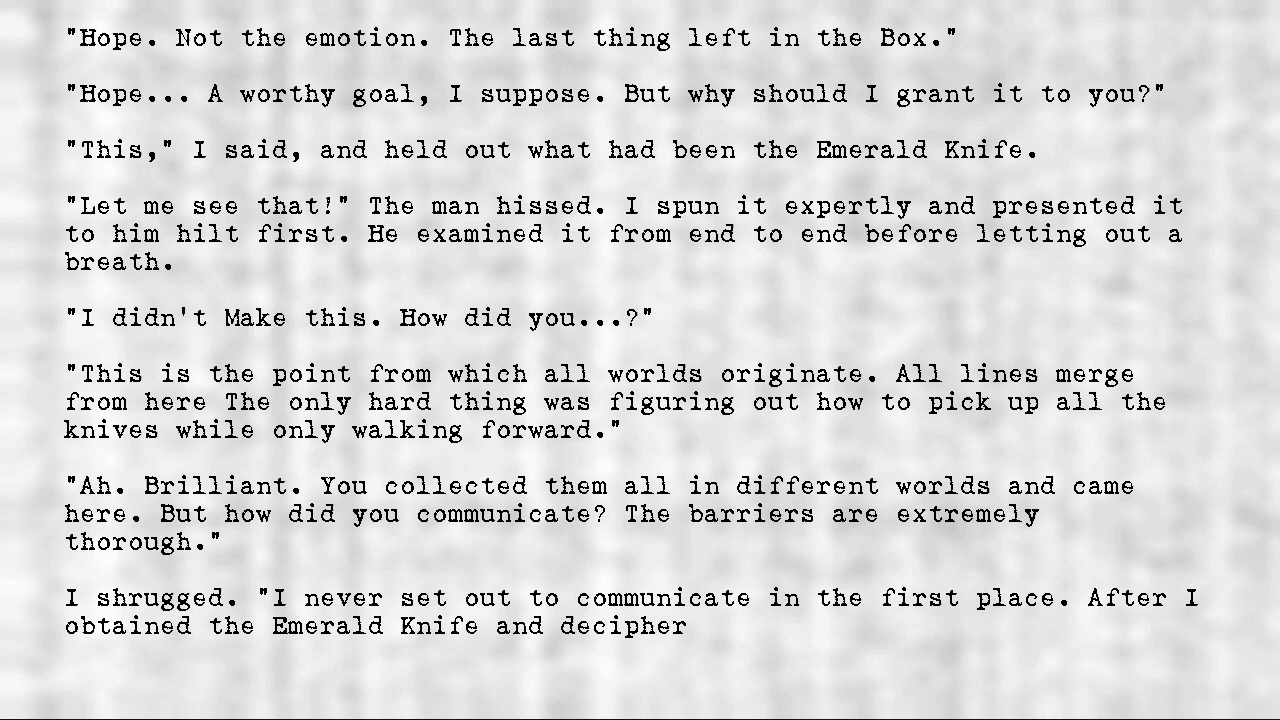 "Hope. Not the emotion. The last thing left in the Box."
"Hope... A worthy goal, I suppose. But why should I grant it to you?"
"This," I said, and held out what had been the Emerald Knife.
"Let me see that!" The man hissed. I spun it expertly and presented it
to him hilt first. He examined it from end to end before letting out a
breath.
"I didn't Make this. How did you...?"
"This is the point from which all worlds originate. All lines merge
from here The only hard thing was figuring out how to pick up all the
knives while only walking forward."
"Ah. Brilliant. You collected them all in different worlds and came
here. But how did you communicate? The barriers are extremely
thorough."
I shrugged. "I never set out to communicate in the first place. After I
obtained the Emerald Knife and decipher